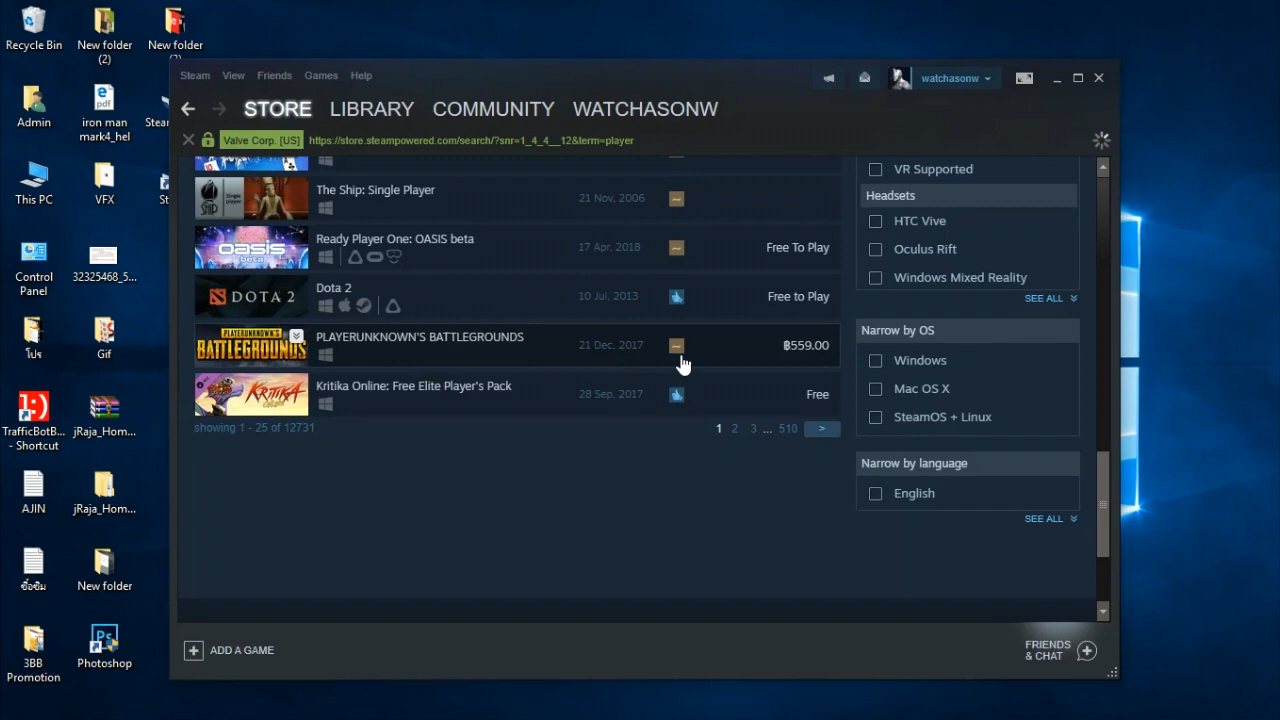 Recycle Bin
New folder
(2)
New folder
Admin
iron man
mark4_hel
This PC
VFX
Control
Panel
32325468_5...
โปร
Gif
TrafficBotB...
- Shortcut
jRaja_Hom...
AJIN
jRaja_Hom...
New folder
3BB
Promotion
Photoshop
Steam View Friends Games Help
watchasonw
STORE LIBRARY COMMUNITY WATCHASONW
Valve Corp. [US] https://store.steampowered.com/search/?snr=1_4_4__12&term=player
The Ship: Single Player
21 Nov, 2006
Ready Player One: OASIS beta
17 Apr, 2018
Free To Play
oasis
beta
Dota 2
10 Jul, 2013
Free to Play
DOTA 2
PLAYERUNKNOWN'S BATTLEGROUNDS
21 Dec, 2017
฿559.00
PLAYERUNKNOWN'S
BATTLEGROUNDS
Kritika Online: Free Elite Player's Pack
28 Sep, 2017
Free
KRITIKA
showing 1 - 25 of 12731
1 2 3 ... 510 >
VR Supported
Headsets
HTC Vive
Oculus Rift
Windows Mixed Reality
SEE ALL
Narrow by OS
Windows
Mac OS X
SteamOS + Linux
Narrow by language
English
SEE ALL
+ ADD A GAME
FRIENDS
& CHAT